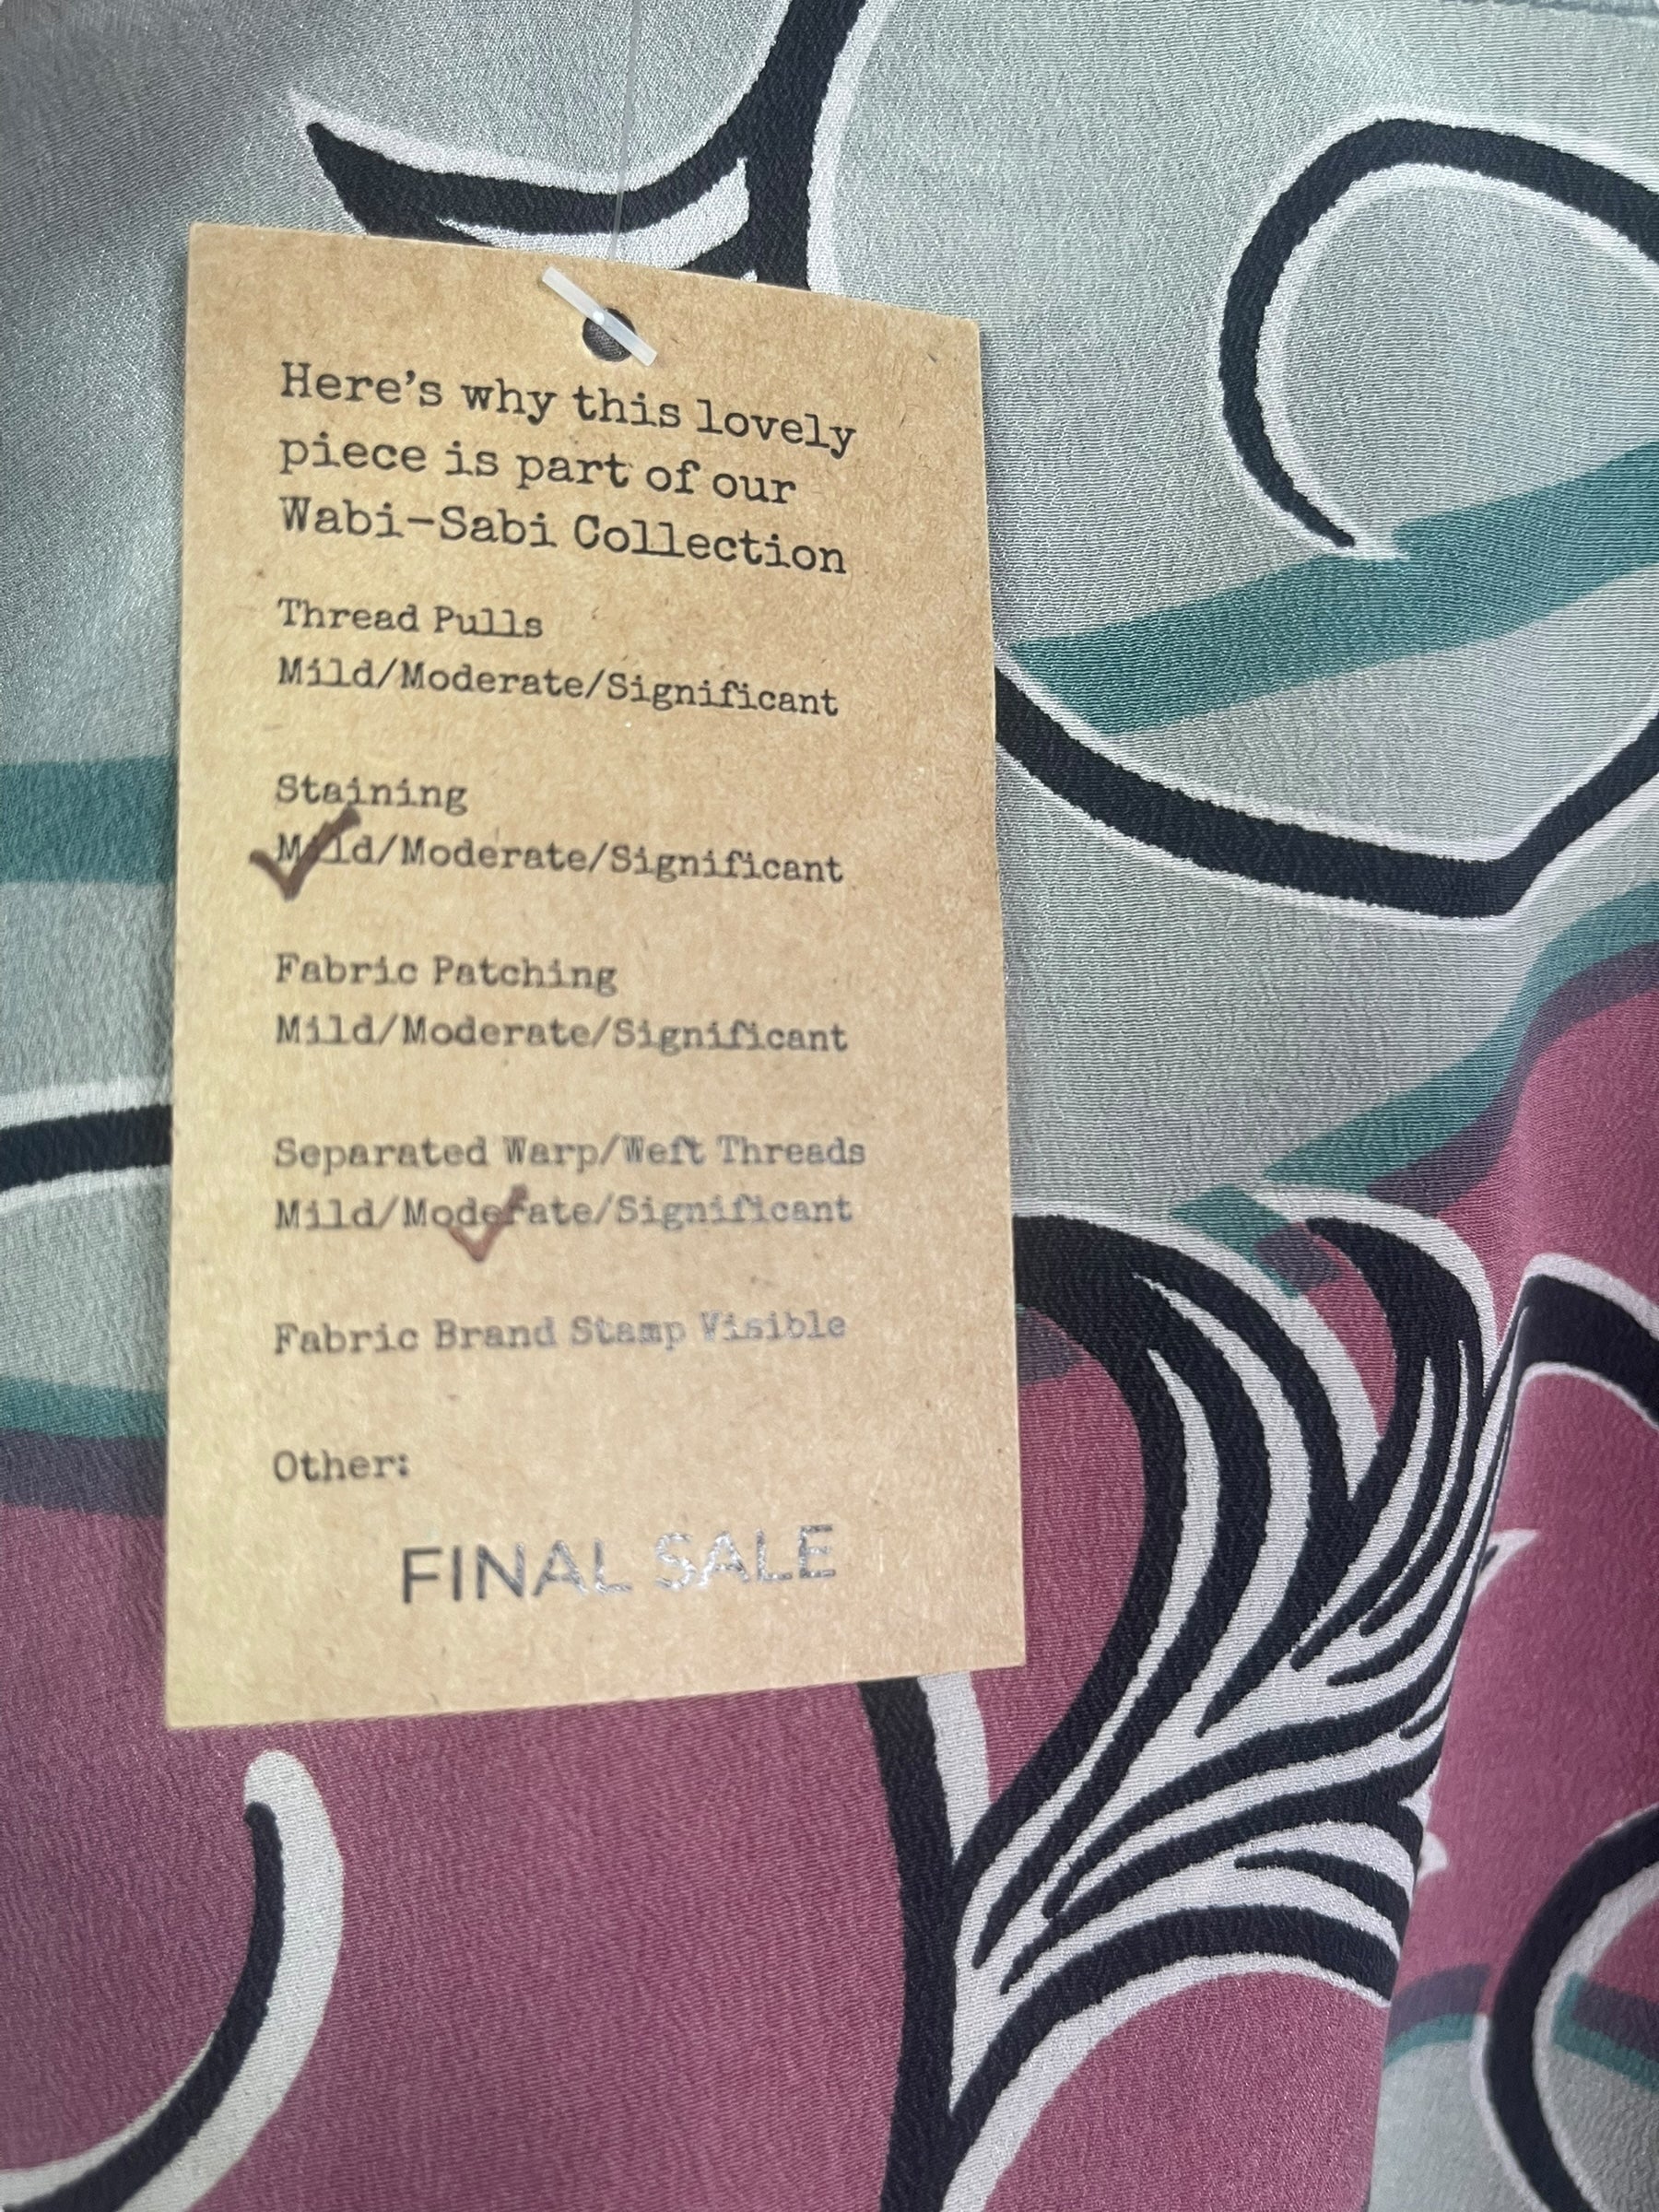 Here’s why this lovely
piece is part of our
Wabi-Sabi Collection
Thread Pulls
Mild/Moderate/Significant
Staining
Mild/Moderate/Significant
Fabric Patching
Mild/Moderate/Significant
Separated Warp/Weft Threads
Mild/Moderate/Significant
Fabric Brand Stamp Visible
Other:
FINAL SALE